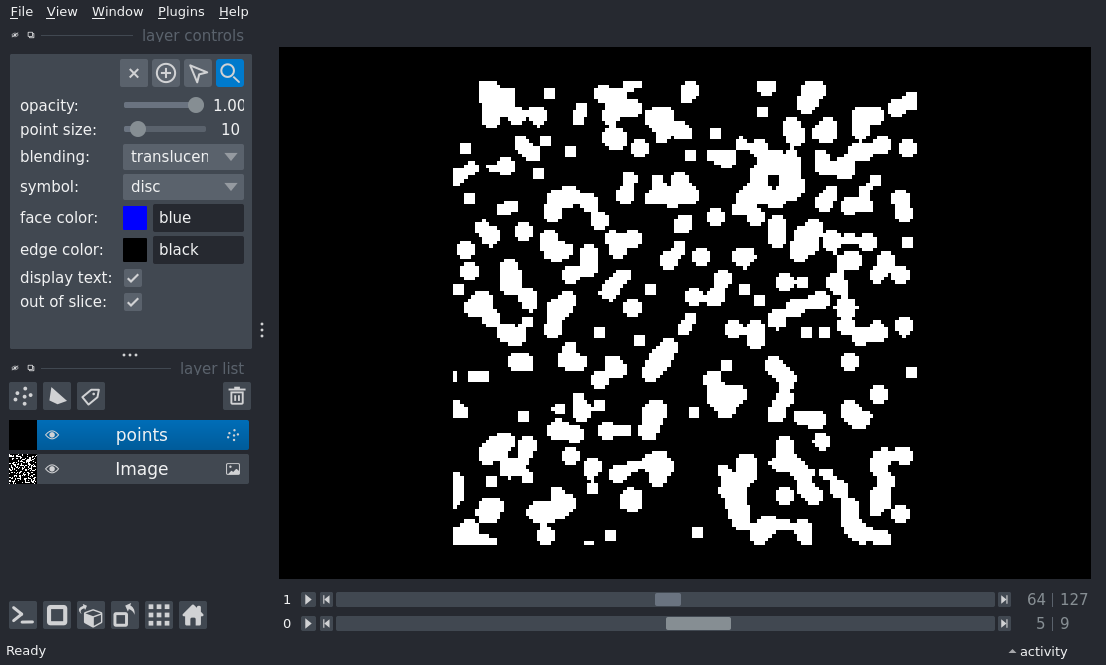 File View Window Plugins Help
layer controls
opacity: 1.00
point size: 10
blending: translucen
symbol: disc
face color: blue
edge color: black
display text:
out of slice:
layer list
points
Image
1 64 | 127
0 5 | 9
Ready activity